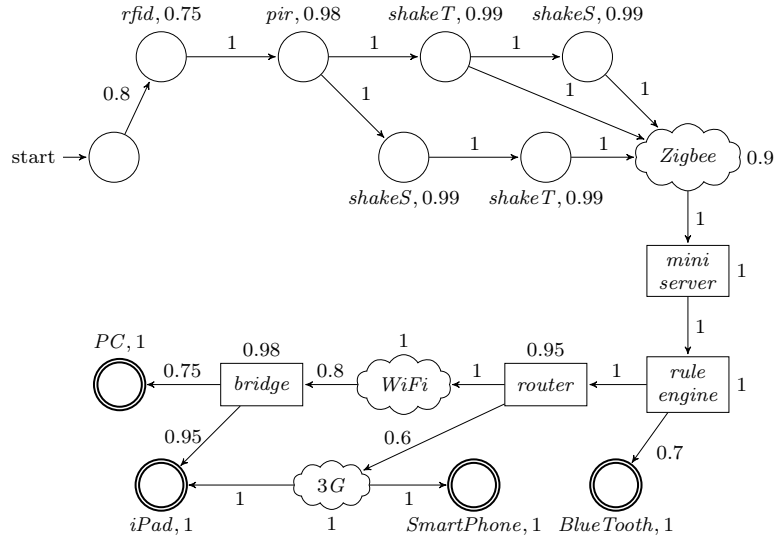 rfid, 0.75
pir, 0.98
shakeT, 0.99
shakeS, 0.99
1
1
1
0.8
1
1
1
start
1
1
Zigbee
0.9
shakeS, 0.99
shakeT, 0.99
1
mini
server
1
1
PC, 1
0.98
1
0.95
0.75
bridge
0.8
WiFi
1
router
1
rule
engine
1
0.95
0.6
0.7
1
3G
1
iPad, 1
1
SmartPhone, 1
BlueTooth, 1